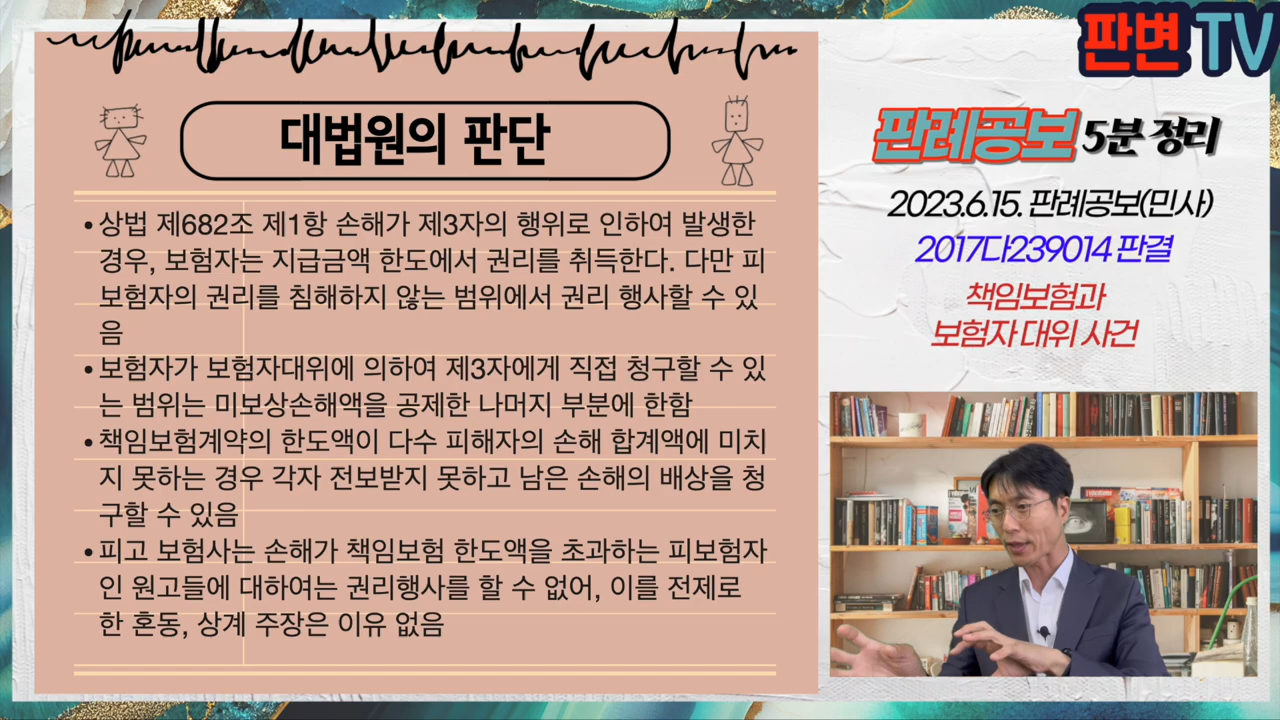 판변 TV
대법원의 판단
• 상법 제682조 제1항 손해가 제3자의 행위로 인하여 발생한
경우, 보험자는 지급금액 한도에서 권리를 취득한다. 다만 피
보험자의 권리를 침해하지 않는 범위에서 권리 행사할 수 있
음
• 보험자가 보험자대위에 의하여 제3자에게 직접 청구할 수 있
는 범위는 미보상손해액을 공제한 나머지 부분에 한함
• 책임보험계약의 한도액이 다수 피해자의 손해 합계액에 미치
지 못하는 경우 각자 전보받지 못하고 남은 손해의 배상을 청
구할 수 있음
• 피고 보험사는 손해가 책임보험 한도액을 초과하는 피보험자
인 원고들에 대하여는 권리행사를 할 수 없어, 이를 전제로
한 혼동, 상계 주장은 이유 없음
판례공보 5분 정리
2023.6.15. 판례공보(민사)
2017다239014 판결
책임보험과
보험자 대위 사건